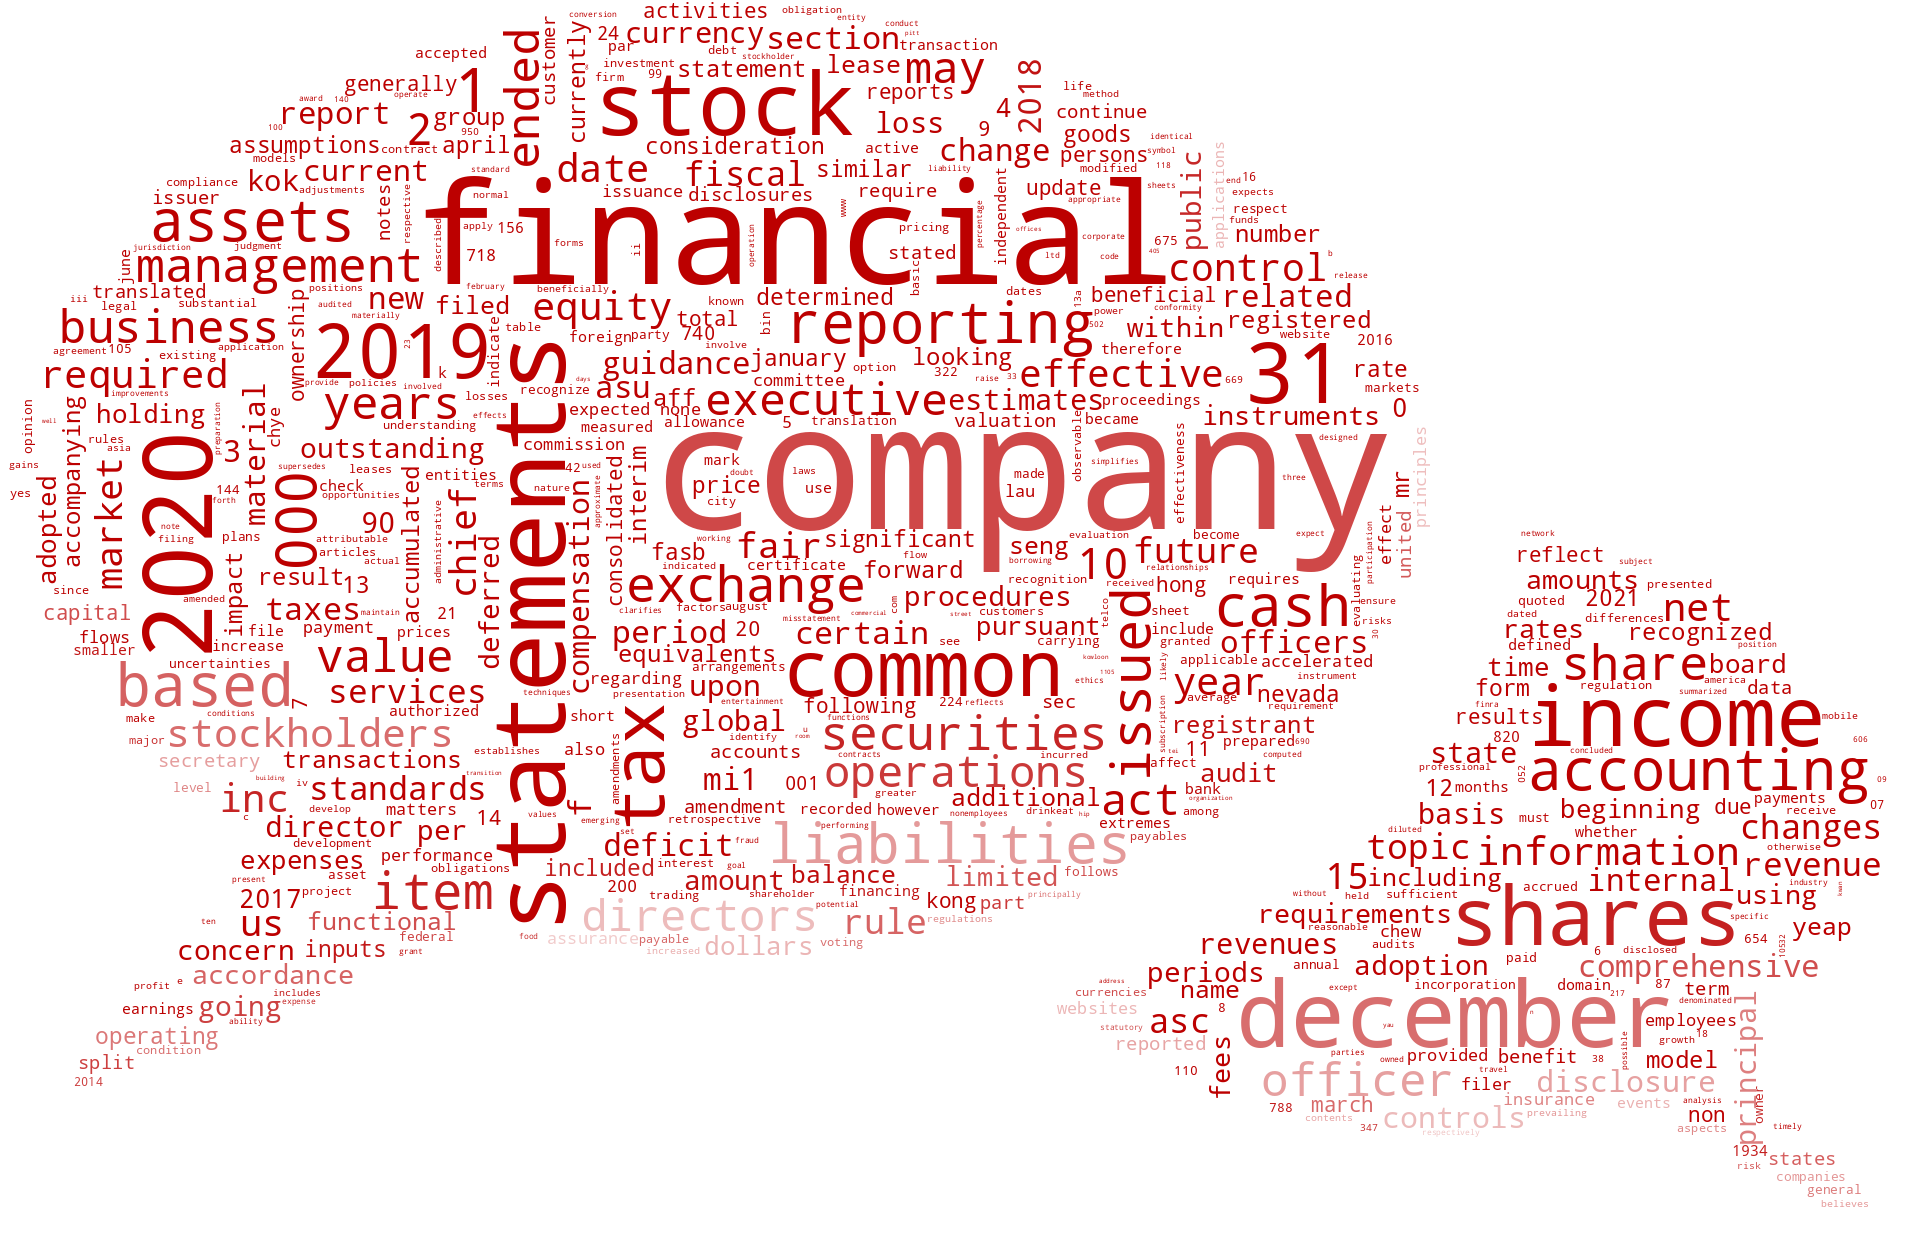 conversion
activities
obligation
entity
conduct
24
currency
section
pitt
transaction
accepted
ended
customer
currently
par
debt
stockholder
generally
1
investment
firm
99
statement
lease
may
2018
life
method
award
140
operate
report
2
group
stock
reports
4
continue
100
950
loss
9
goods
identical
assumptions
contract
april
consideration
active
change
persons
symbol
118
models
current
standard
date
fiscal
similar
liability
modified
public
applications
end
16
compliance
kok
adjustments
notes
respective
normal
issuance
disclosures
require
independent
update
sheets
expects
issuer
assets
financial
www
appropriate
respect
funds
described
apply
156
pricing
percentage
offices
corporate
675
number
june
jurisdiction
judgment
718
forms
ii
operation
stated
basic
ltd
code
405
b
management
control
release
translated
positions
february
beneficially
determined
dates
13a
beneficial
related
iii
legal
substantial
ownership
audited
new
filed
equity
known
total
bin
power
conformity
business
materially
indicate
table
foreign
party
740
reporting
502
within
registered
website
2016
agreement
105
existing
application
2019
23
involve
guidance
january
looking
therefore
31
rate
required
provide
policies
involved
k
recognize
days
asu
committee
option
322
raise
33
effective
669
markets
improvements
years
losses
aff
executive
estimates
proceedings
instruments
0
opinion
well
holding
material
chye
effects
expected
none
allowance
5
translation
valuation
observable
became
understanding
measured
designed
rules
asia
2020
preparation
3
outstanding
statements
commission
company
principles
gains
market
supersedes
leases
entities
42
used
interim
mark
doubt
laws
made
simplifies
effectiveness
three
mr
yes
adopted
accompanying
144
forth
000
check
opportunities
accumulated
terms
nature
approximate
consolidated
price
city
use
lau
united
note
filing
plans
90
attributable
administrative
chief
compensation
working
expect
effect
network
since
impact
articles
actual
deferred
fasb
indicated
fair
significant
flow
seng
borrowing
evaluation
become
future
participation
reflect
subject
amended
result
13
exchange
certificate
forward
recognition
10
received
relationships
hong
requires
evaluating
ensure
amounts
presented
capital
taxes
maintain
21
clarifies
factors
august
com
procedures
customers
telco
issued
sheet
cash
risks
quoted
2021
net
flows
file
payment
prices
period
20
misstatement
commercial
street
pursuant
include
granted
30
dated
differences
smaller
increase
value
equivalents
certain
see
carrying
officers
rates
recognized
uncertainties
arrangements
common
kowloon
1105
likely
applicable
accelerated
defined
position
based
7
services
techniques
regarding
presentation
upon
ethics
year
instrument
time
share
board
america
make
conditions
authorized
short
entertainment
following
224
reflects
sec
average
nevada
requirement
form
regulation
summarized
data
major
stockholders
establishes
also
tax
global
identify
u
room
functions
securities
subscription
registrant
results
finra
income
mobile
secretary
transactions
amendments
accounts
contracts
incurred
tei
11
prepared
690
820
606
level
building
iv
standards
transition
mi1
001
operations
affect
audit
computed
state
concluded
c
inc
develop
matters
f
values
greater
additional
act
bank
organization
professional
052
accounting
09
director
per
14
emerging
set
amendment
recorded
however
nonemployees
drinkeat
hip
among
12
months
payments
07
development
retrospective
performing
extremes
basis
must
beginning
due
receive
expenses
performance
deficit
fraud
liabilities
payables
diluted
whether
changes
present
asset
obligations
included
interest
goal
topic
information
otherwise
2017
project
item
200
trading
amount
shareholder
balance
financing
limited
follows
15
including
accrued
internal
industry
revenue
ten
us
functional
directors
potential
rule
kong
part
principally
without
held
sufficient
using
kwan
federal
food
assurance
payable
voting
regulations
requirements
reasonable
chew
shares
specific
concern
inputs
grant
increased
dollars
revenues
audits
6
disclosed
654
10532
yeap
accordance
periods
annual
adoption
paid
comprehensive
profit
e
includes
address
currencies
name
except
incorporation
domain
217
87
term
earnings
going
expense
websites
8
december
denominated
ability
asc
yau
n
employees
operating
condition
statutory
reported
18
principal
split
110
fees
parties
owned
provided
benefit
38
possible
growth
model
2014
officer
travel
filer
disclosure
788
march
contents
347
controls
insurance
prevailing
events
analysis
non
owner
respectively
aspects
timely
1934
risk
states
companies
general
believes